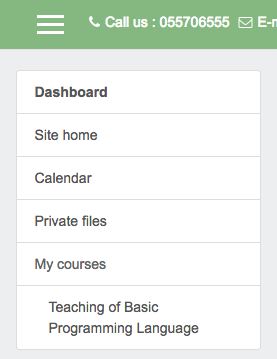 Call us : 055706555 E-
Dashboard
Site home
Calendar
Private files
My courses
Teaching of Basic
Programming Language